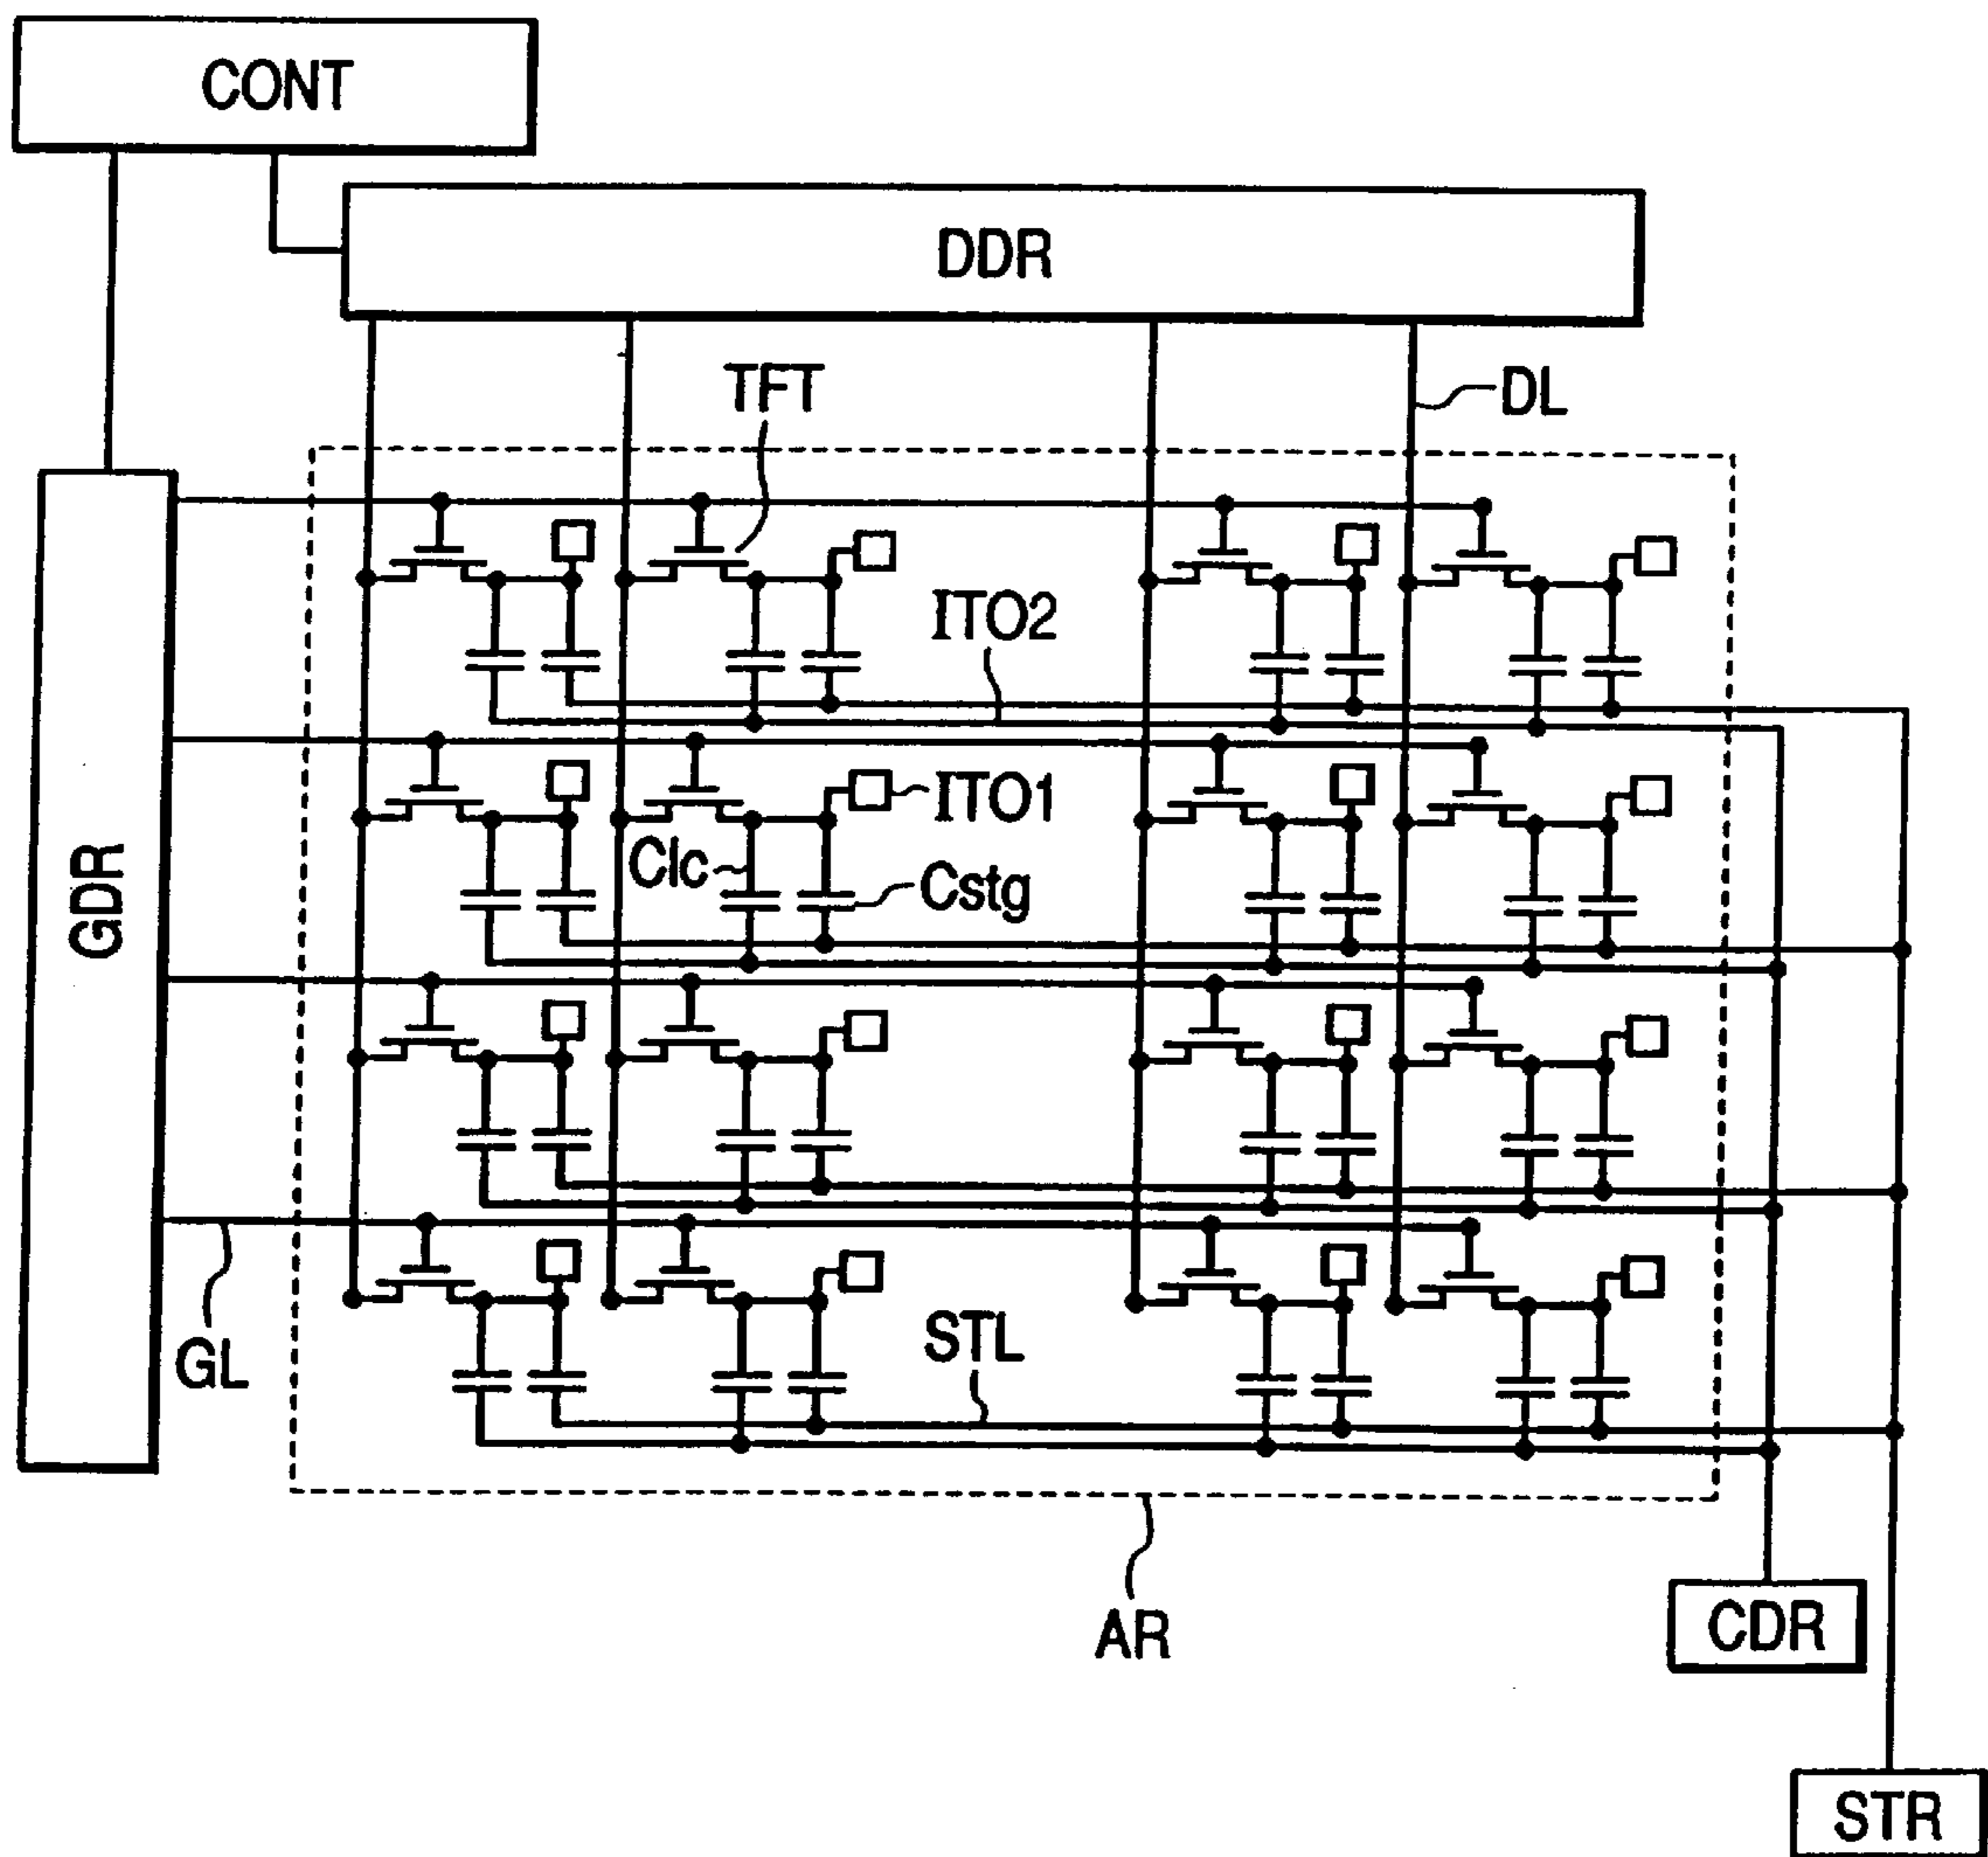 CONT
DDR
TFT
DL
ITO2
ITO1
Clc
Cstg
GDR
GL
STL
AR
CDR
STR